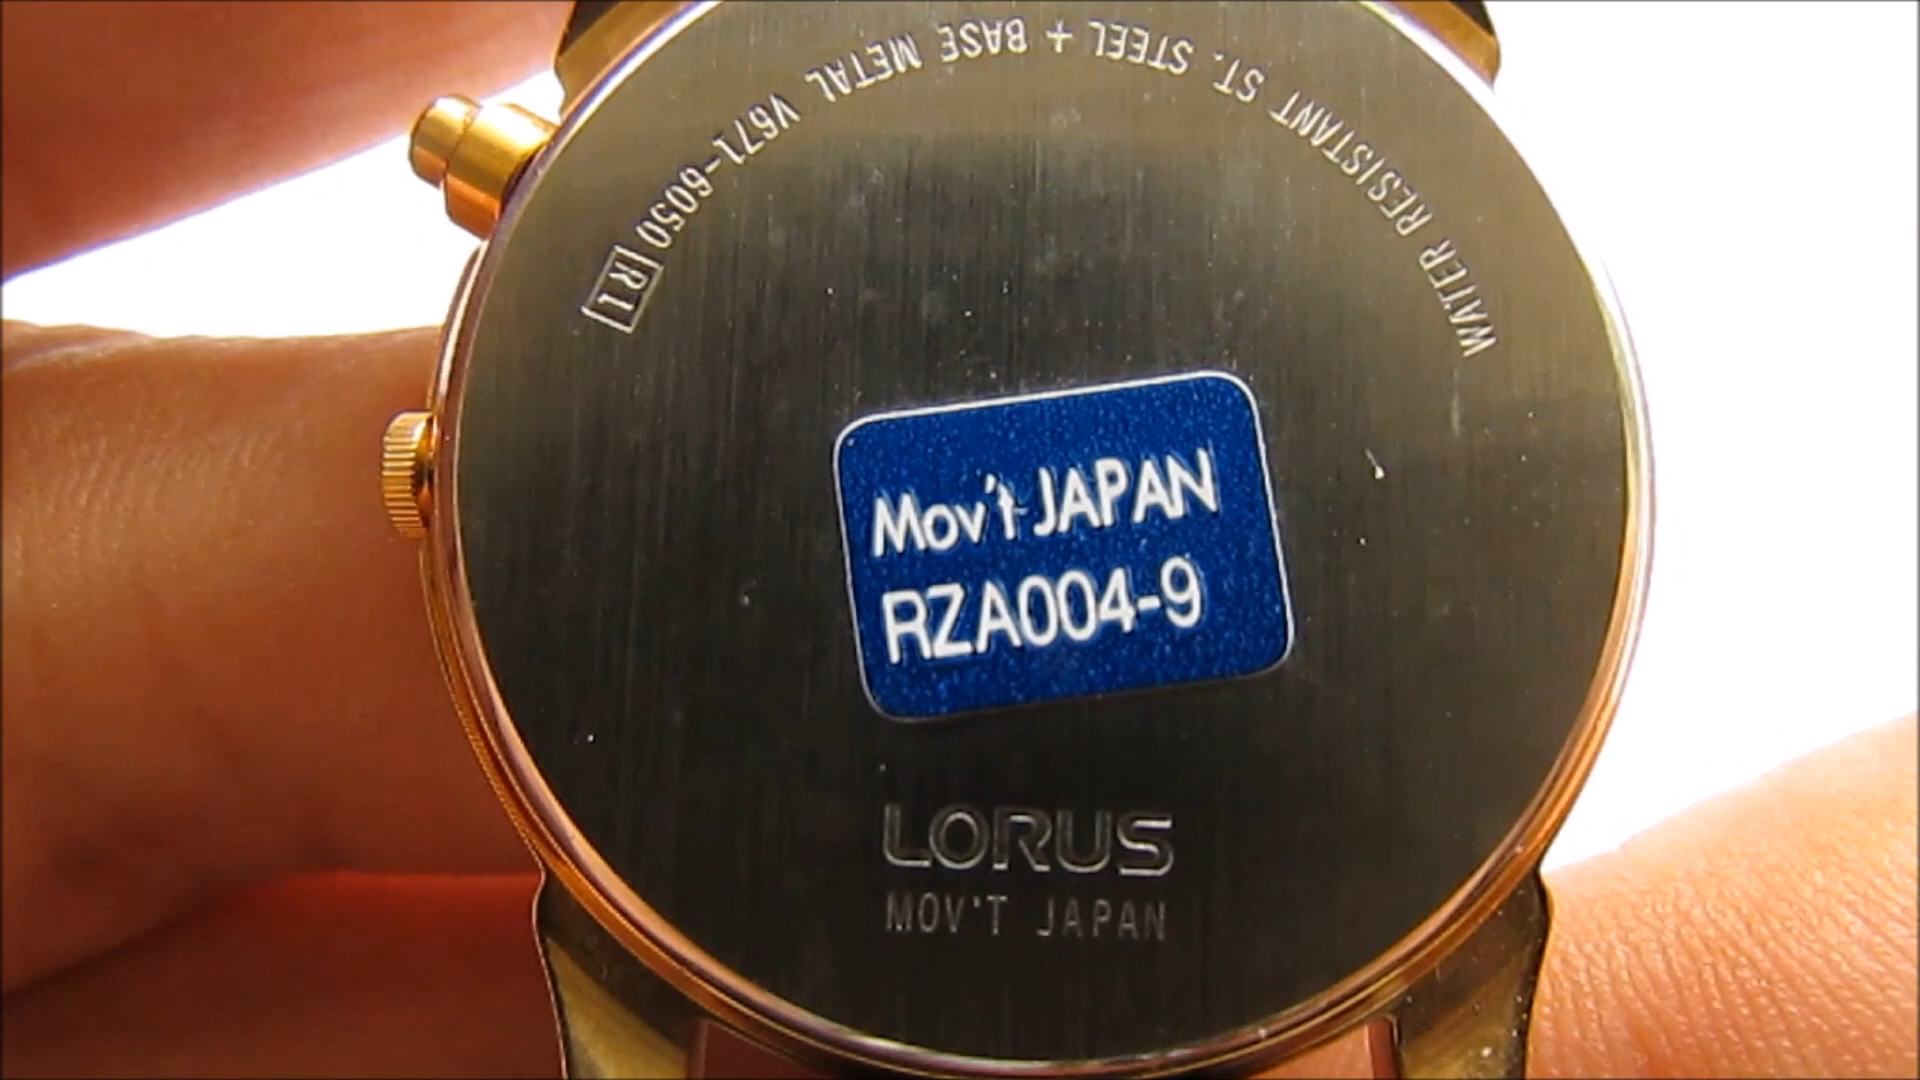 WATER RESISTANT ST. STEEL + BASE METAL V671-6050 R1
Mov't JAPAN
RZA004-9
LORUS
MOV'T JAPAN